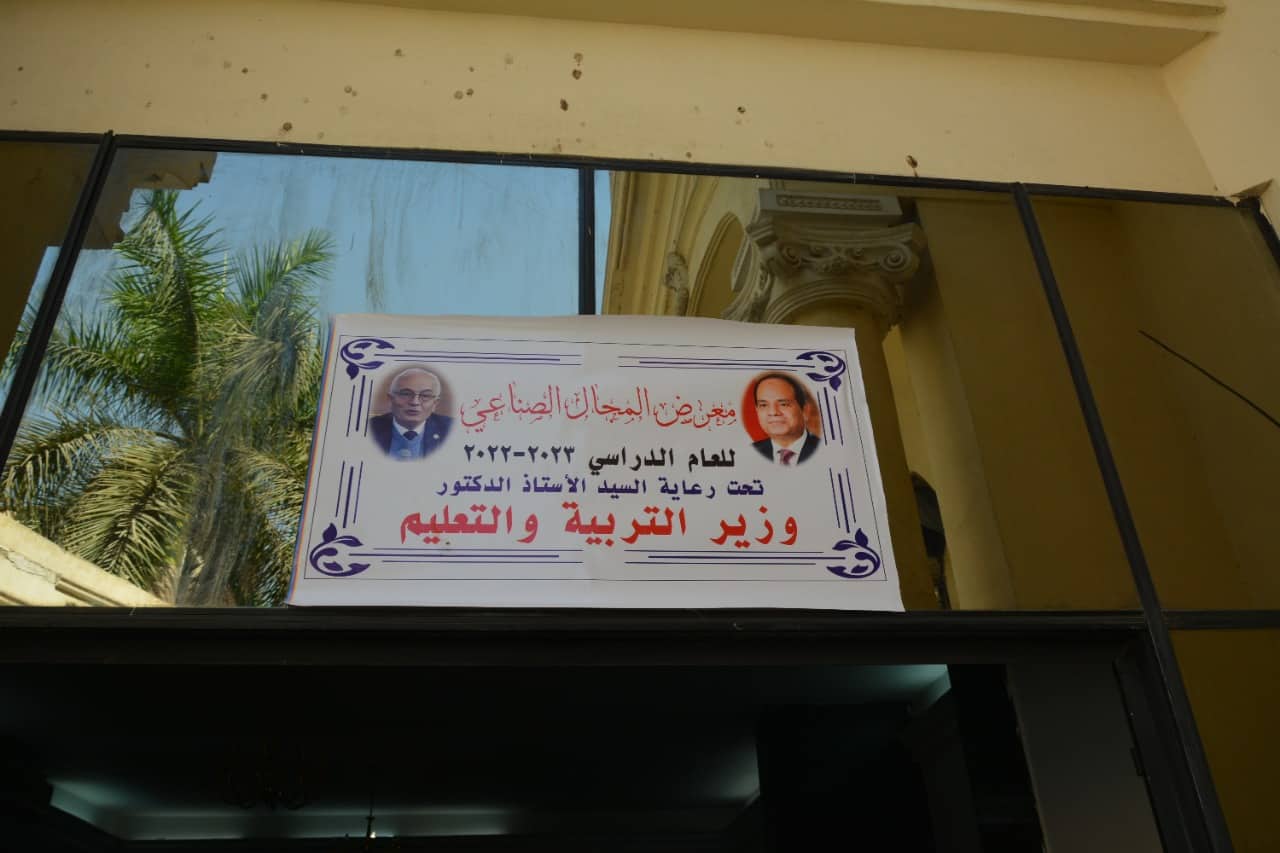 معرض المجال الصناعي
للعام الدراسي ٢٠٢٣-٢٠٢٢
تحت رعاية السيد الأستاذ الدكتور
وزير التربية والتعليم